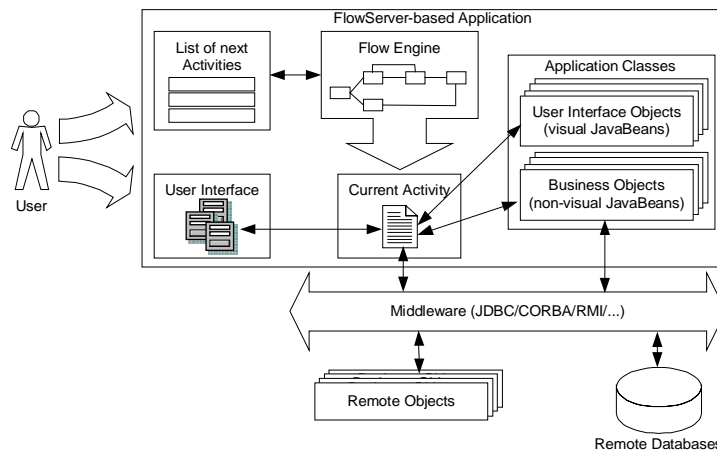 FlowServer-based Application
List of next
Activities
Flow Engine
Application Classes
User Interface Objects
(visual JavaBeans)
User
User Interface
Current Activity
Business Objects
(non-visual JavaBeans)
Middleware (JDBC/CORBA/RMI/...)
Remote Objects
Remote Databases